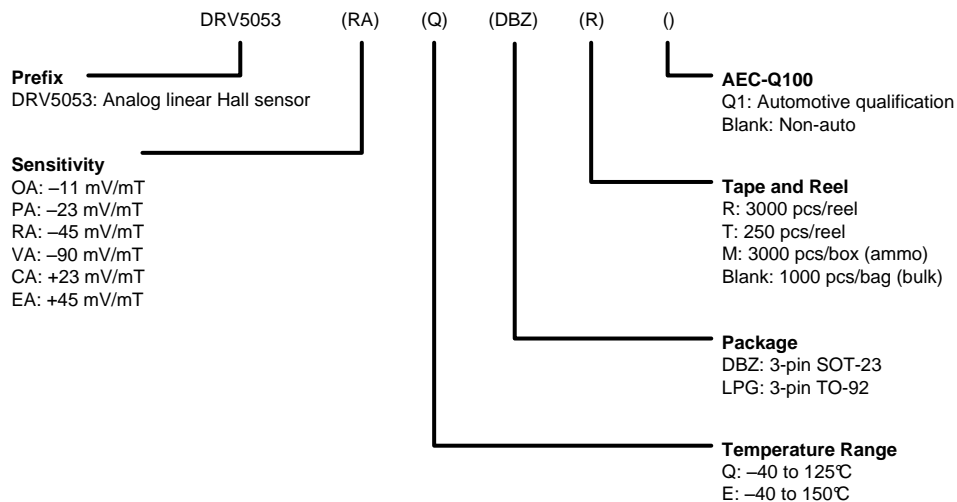 DRV5053 (RA) (Q) (DBZ) (R) ()
Prefix
DRV5053: Analog linear Hall sensor
AEC-Q100
Q1: Automotive qualification
Blank: Non-auto
Sensitivity
OA: –11 mV/mT
PA: –23 mV/mT
RA: –45 mV/mT
VA: –90 mV/mT
CA: +23 mV/mT
EA: +45 mV/mT
Tape and Reel
R: 3000 pcs/reel
T: 250 pcs/reel
M: 3000 pcs/box (ammo)
Blank: 1000 pcs/bag (bulk)
Package
DBZ: 3-pin SOT-23
LPG: 3-pin TO-92
Temperature Range
Q: –40 to 125°C
E: –40 to 150°C